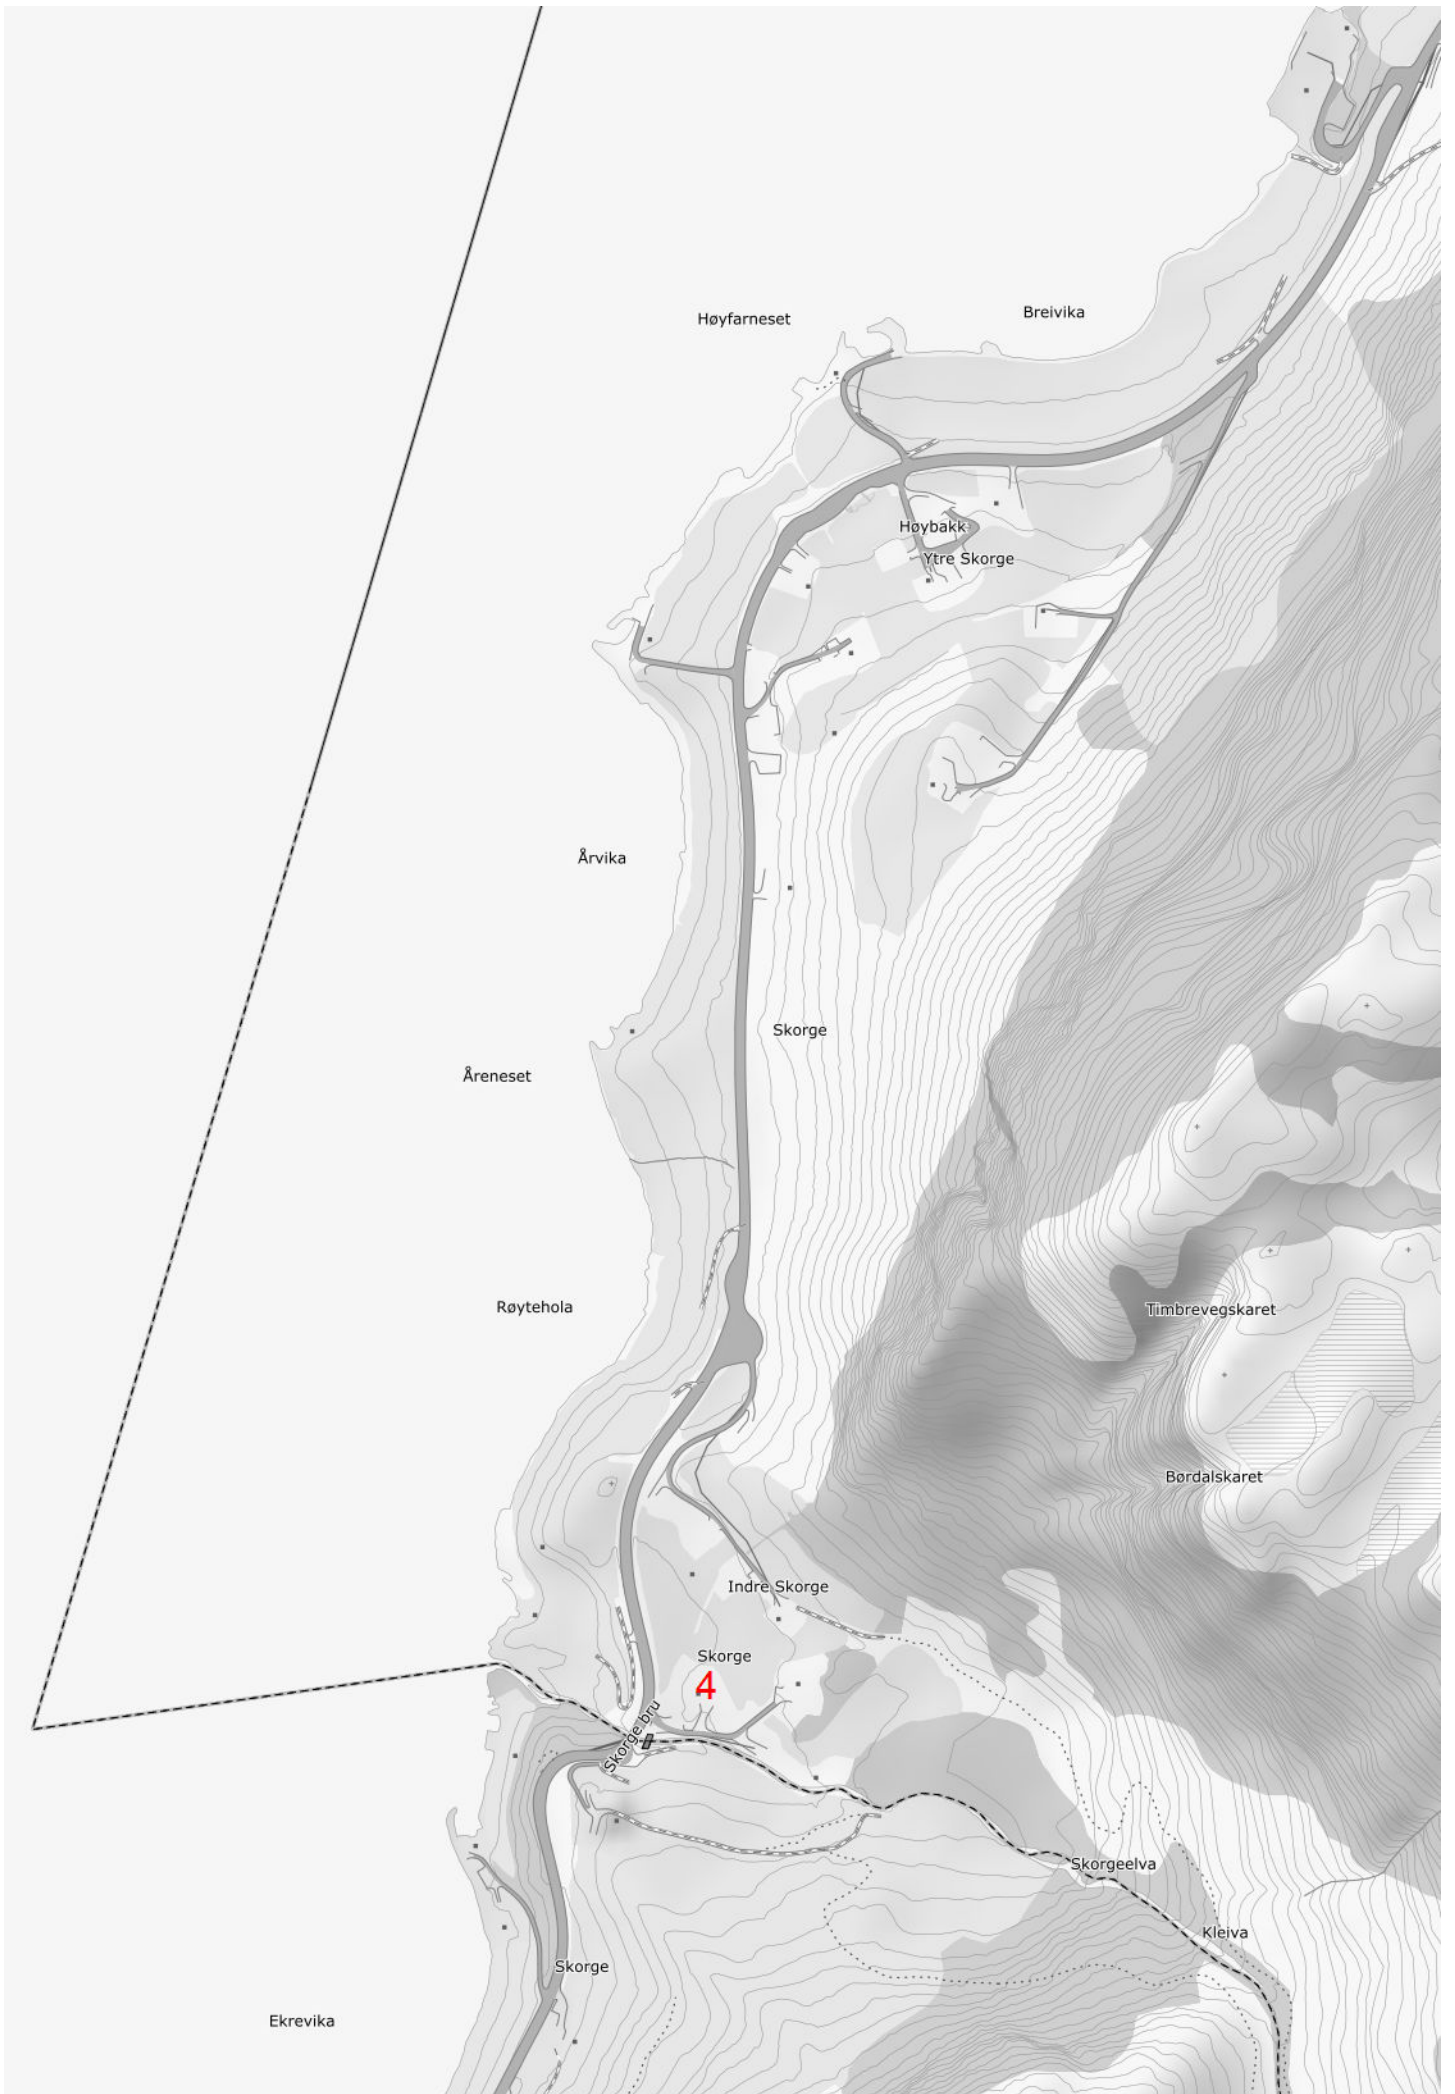 Breivika
Høyfarneset
Høybakk
Ytre Skorge
Årvika
Skorge
Åreneset
Røytehola
Timbrevegskaret
Børdalskaret
Indre Skorge
Skorge
4
Skorge bru
Skorgeelva
Kleiva
Skorge
Ekrevika